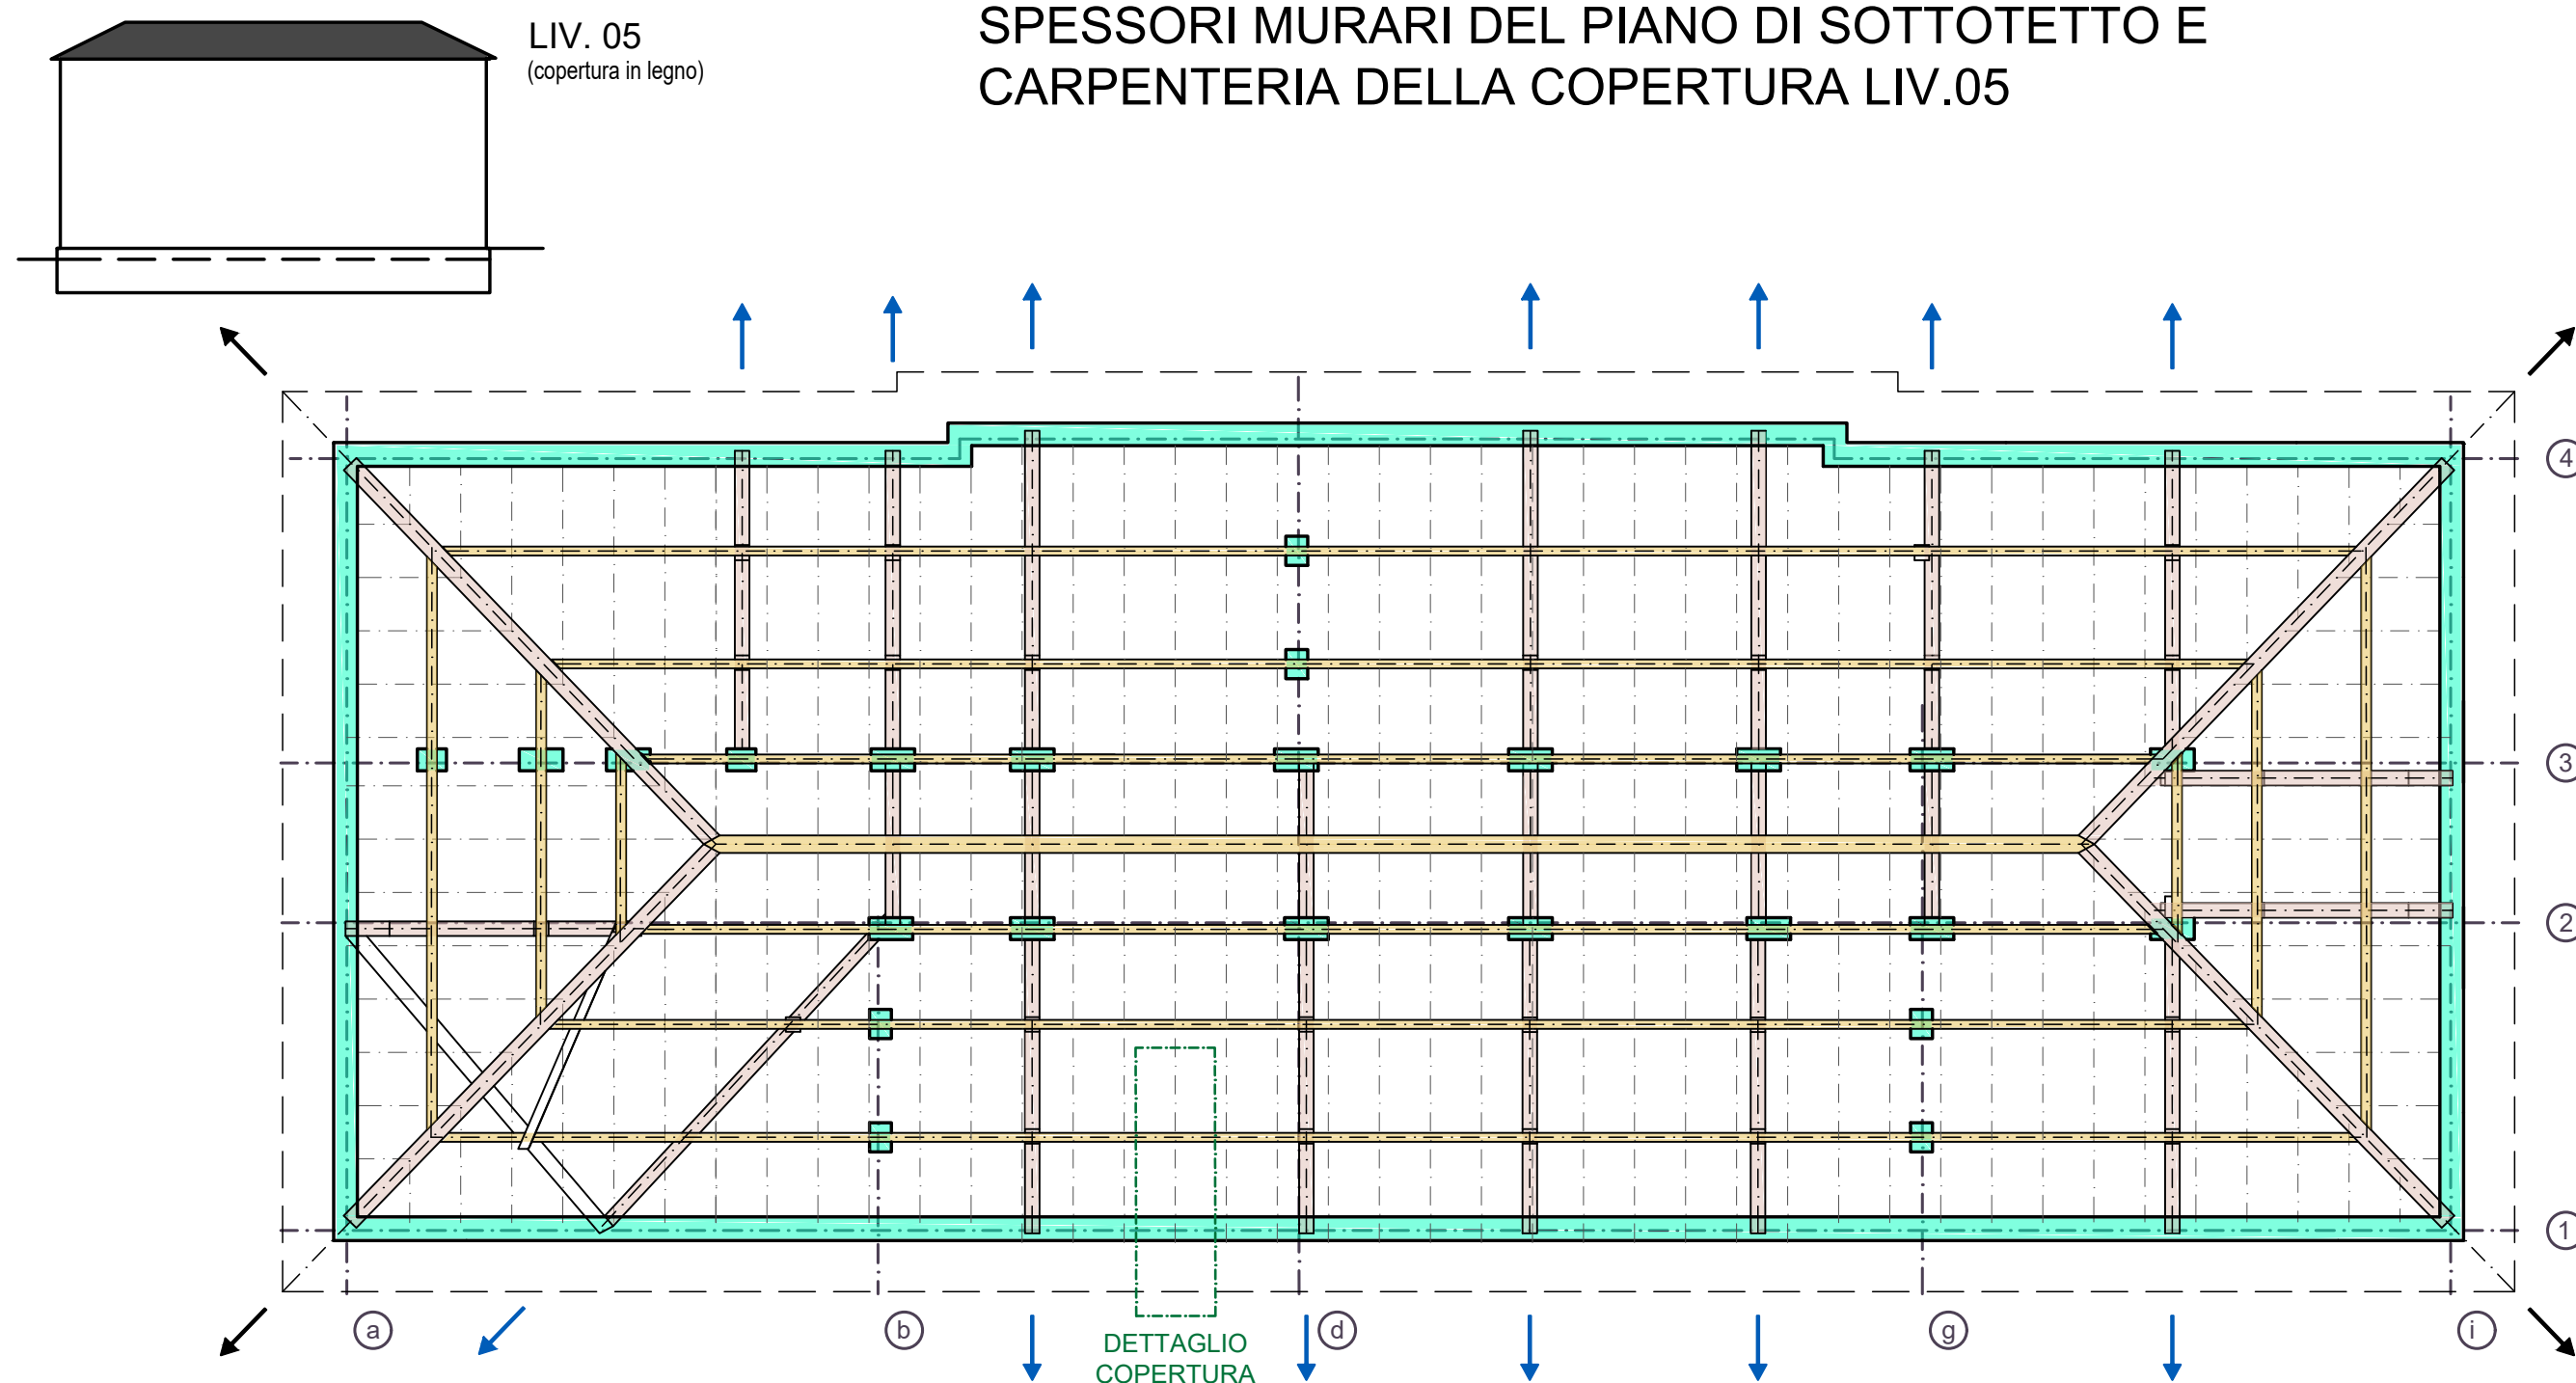 LIV. 05
(copertura in legno)
SPESSORI MURARI DEL PIANO DI SOTTOTETTO E
CARPENTERIA DELLA COPERTURA LIV.05
4
3
2
1
a
b
d
g
i
DETTAGLIO
COPERTURA